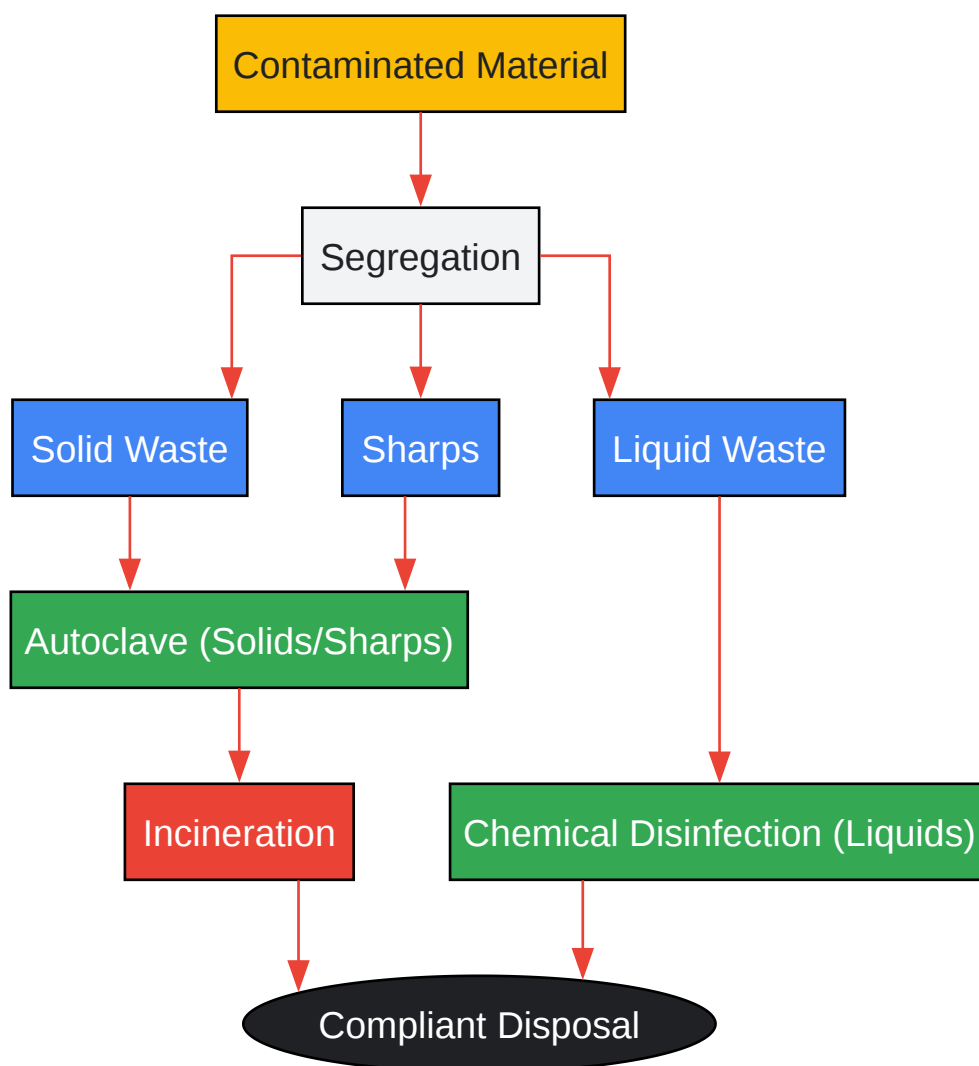 Contaminated Material
Segregation
Solid Waste
Sharps
Liquid Waste
Autoclave (Solids/Sharps)
Incineration
Chemical Disinfection (Liquids)
Compliant Disposal